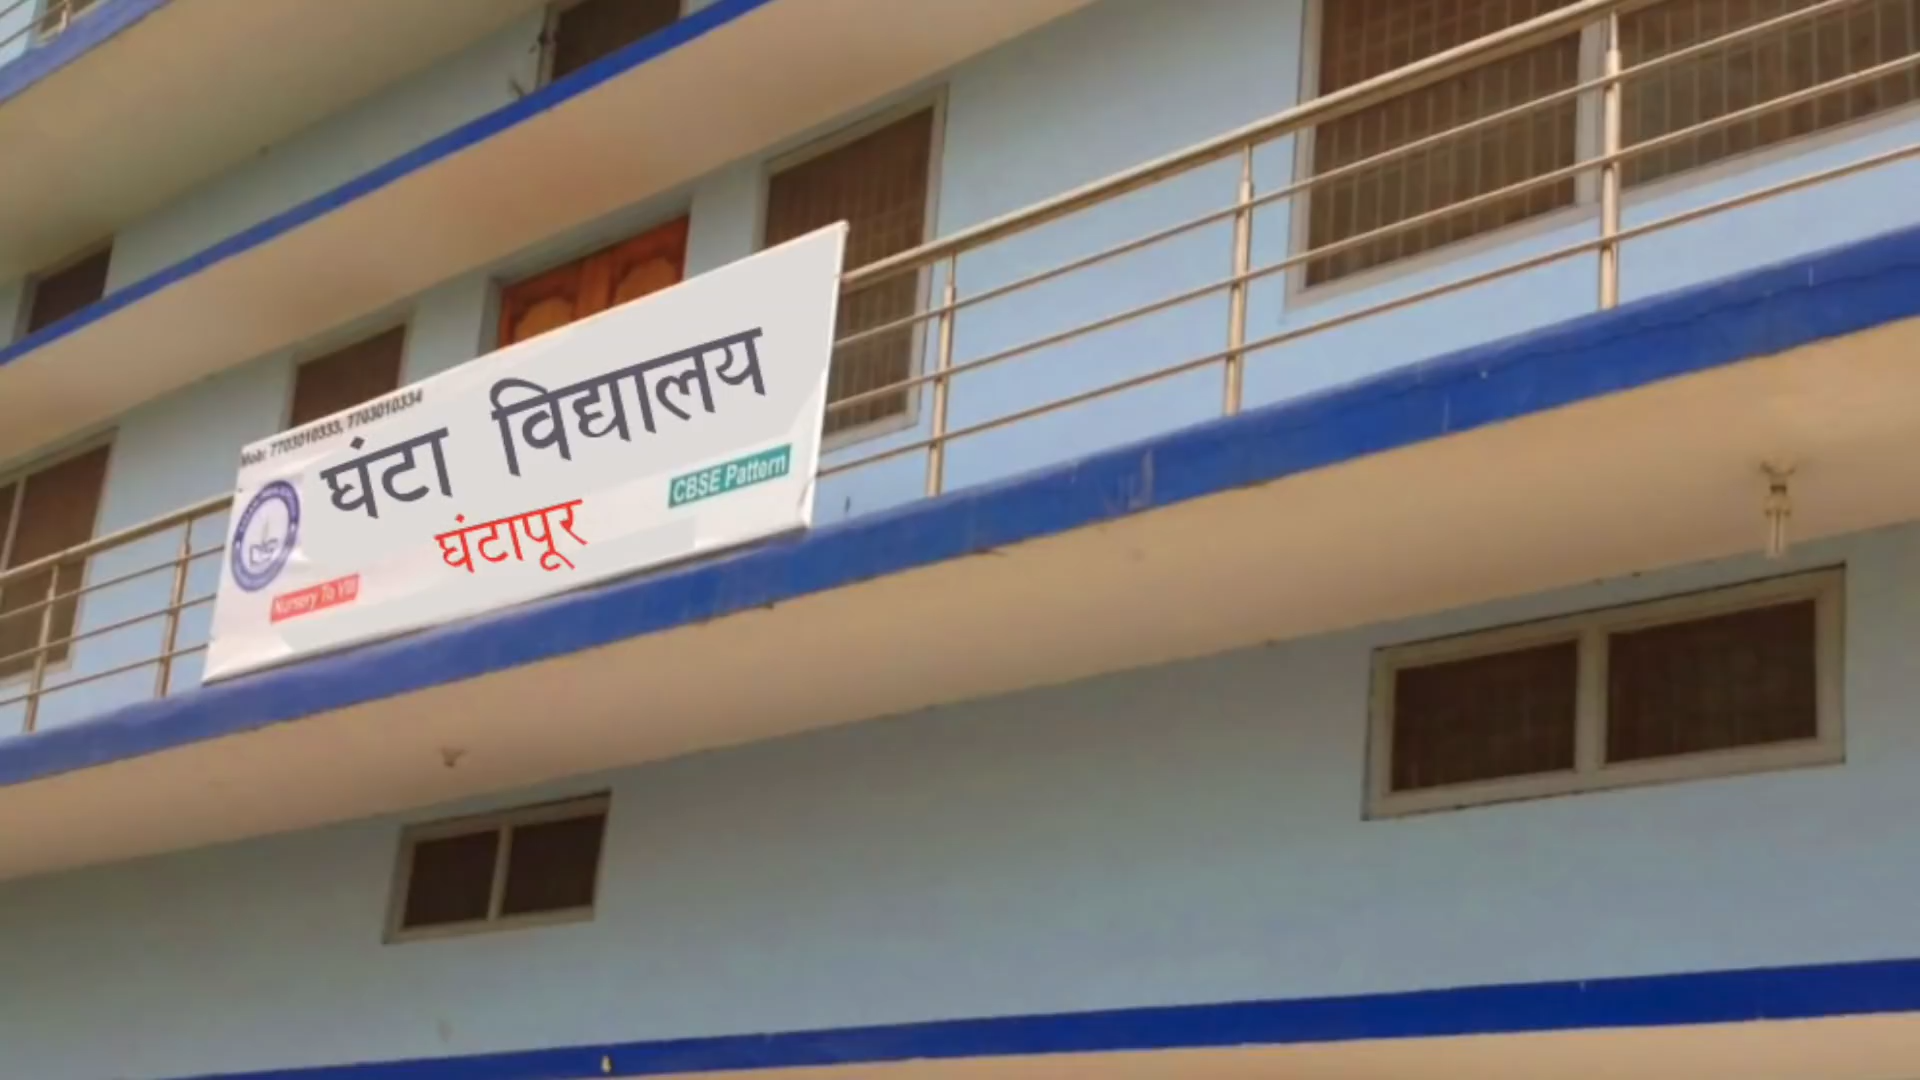 Mob: 7703010333, 7703010334
घंटा विद्यालय
CBSE Pattern
घंटापूर
Nursery To VIII